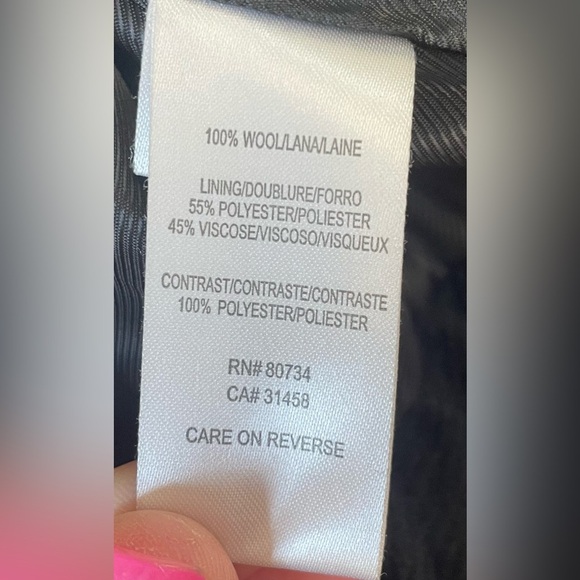 100% WOOL/LANA/LAINE
LINING/DOUBLURE/FORRO
55% POLYESTER/POLIESTER
45% VISCOSE/VISCOSO/VISQUEUX
CONTRAST/CONTRASTE/CONTRASTE
100% POLYESTER/POLIESTER
RN# 80734
CA# 31458
CARE ON REVERSE